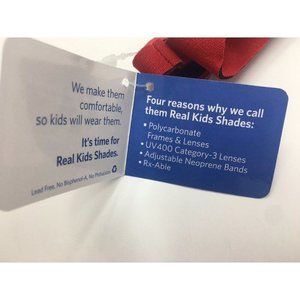 We make them
comfortable,
so kids will wear them.
It's time for
Real Kids Shades.
Lead Free, No Bisphenol-A, No Phthalates
Four reasons why we call
them Real Kids Shades:
• Polycarbonate
Frames & Lenses
• UV400 Category-3 Lenses
• Adjustable Neoprene Bands
• Rx-Able